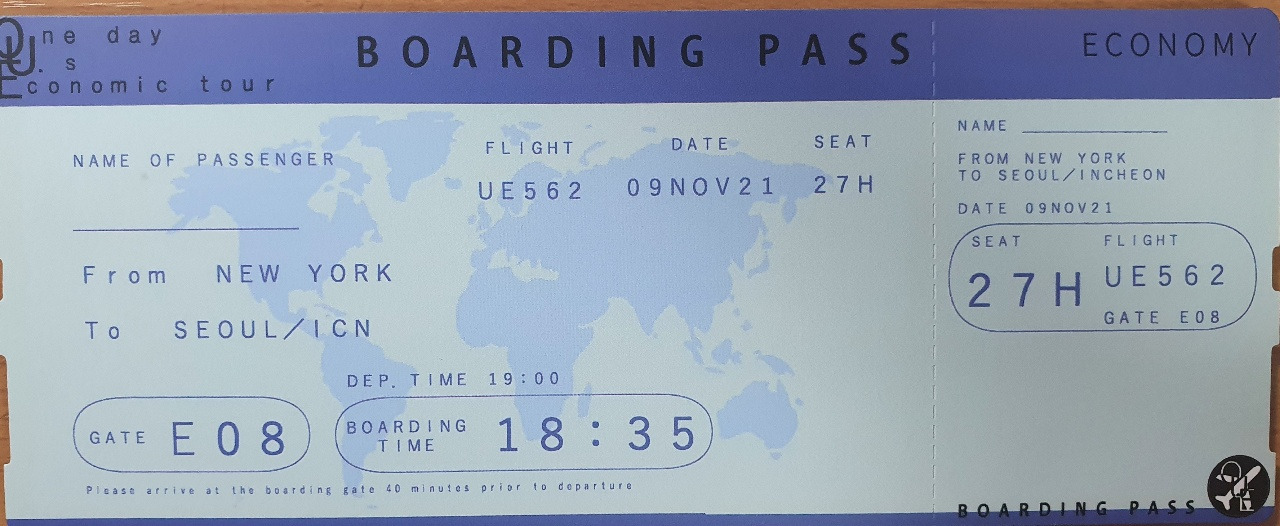 One day
U. s
Economic tour
BOARDING PASS
ECONOMY
NAME OF PASSENGER
FLIGHT DATE SEAT
UE562 09NOV21 27H
From NEW YORK
To SEOUL/ICN
DEP. TIME 19:00
GATE E08
BOARDING TIME 18:35
Please arrive at the boarding gate 40 minutes prior to departure
NAME
FROM NEW YORK
TO SEOUL/INCHEON
DATE 09NOV21
SEAT FLIGHT
27H UE562
GATE E08
BOARDING PASS